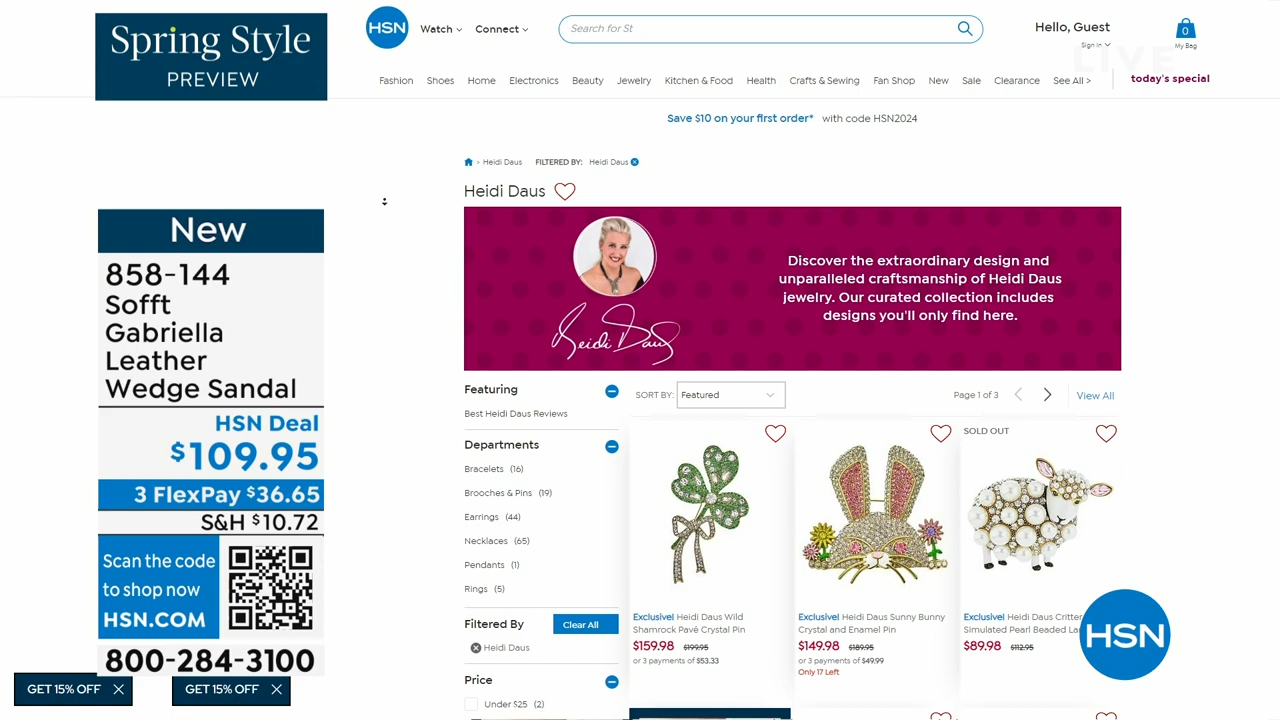 Spring Style
PREVIEW
HSN
Watch
Connect
Search for St
Hello, Guest
Sign In
0
My Bag
LIVE
Fashion
Shoes
Home
Electronics
Beauty
Jewelry
Kitchen & Food
Health
Crafts & Sewing
Fan Shop
New
Sale
Clearance
See All >
today's special
Save $10 on your first order* with code HSN2024
> Heidi Daus FILTERED BY: Heidi Daus
Heidi Daus
Heidi Daus
Discover the extraordinary design and
unparalleled craftsmanship of Heidi Daus
jewelry. Our curated collection includes
designs you'll only find here.
New
858-144
Sofft
Gabriella
Leather
Wedge Sandal
HSN Deal
$109.95
3 FlexPay $36.65
S&H $10.72
Scan the code
to shop now
HSN.COM
800-284-3100
GET 15% OFF
GET 15% OFF
Featuring
Best Heidi Daus Reviews
Departments
Bracelets (16)
Brooches & Pins (19)
Earrings (44)
Necklaces (65)
Pendants (1)
Rings (5)
Filtered By
Clear All
Heidi Daus
Price
Under $25 (2)
SORT BY: Featured
Page 1 of 3
View All
Exclusive! Heidi Daus Wild
Shamrock Pavé Crystal Pin
$159.98 $199.95
or 3 payments of $53.33
Exclusive! Heidi Daus Sunny Bunny
Crystal and Enamel Pin
$149.98 $189.95
or 3 payments of $49.99
Only 17 Left
SOLD OUT
Exclusive! Heidi Daus Critter
Simulated Pearl Beaded La
$89.98 $112.95
HSN